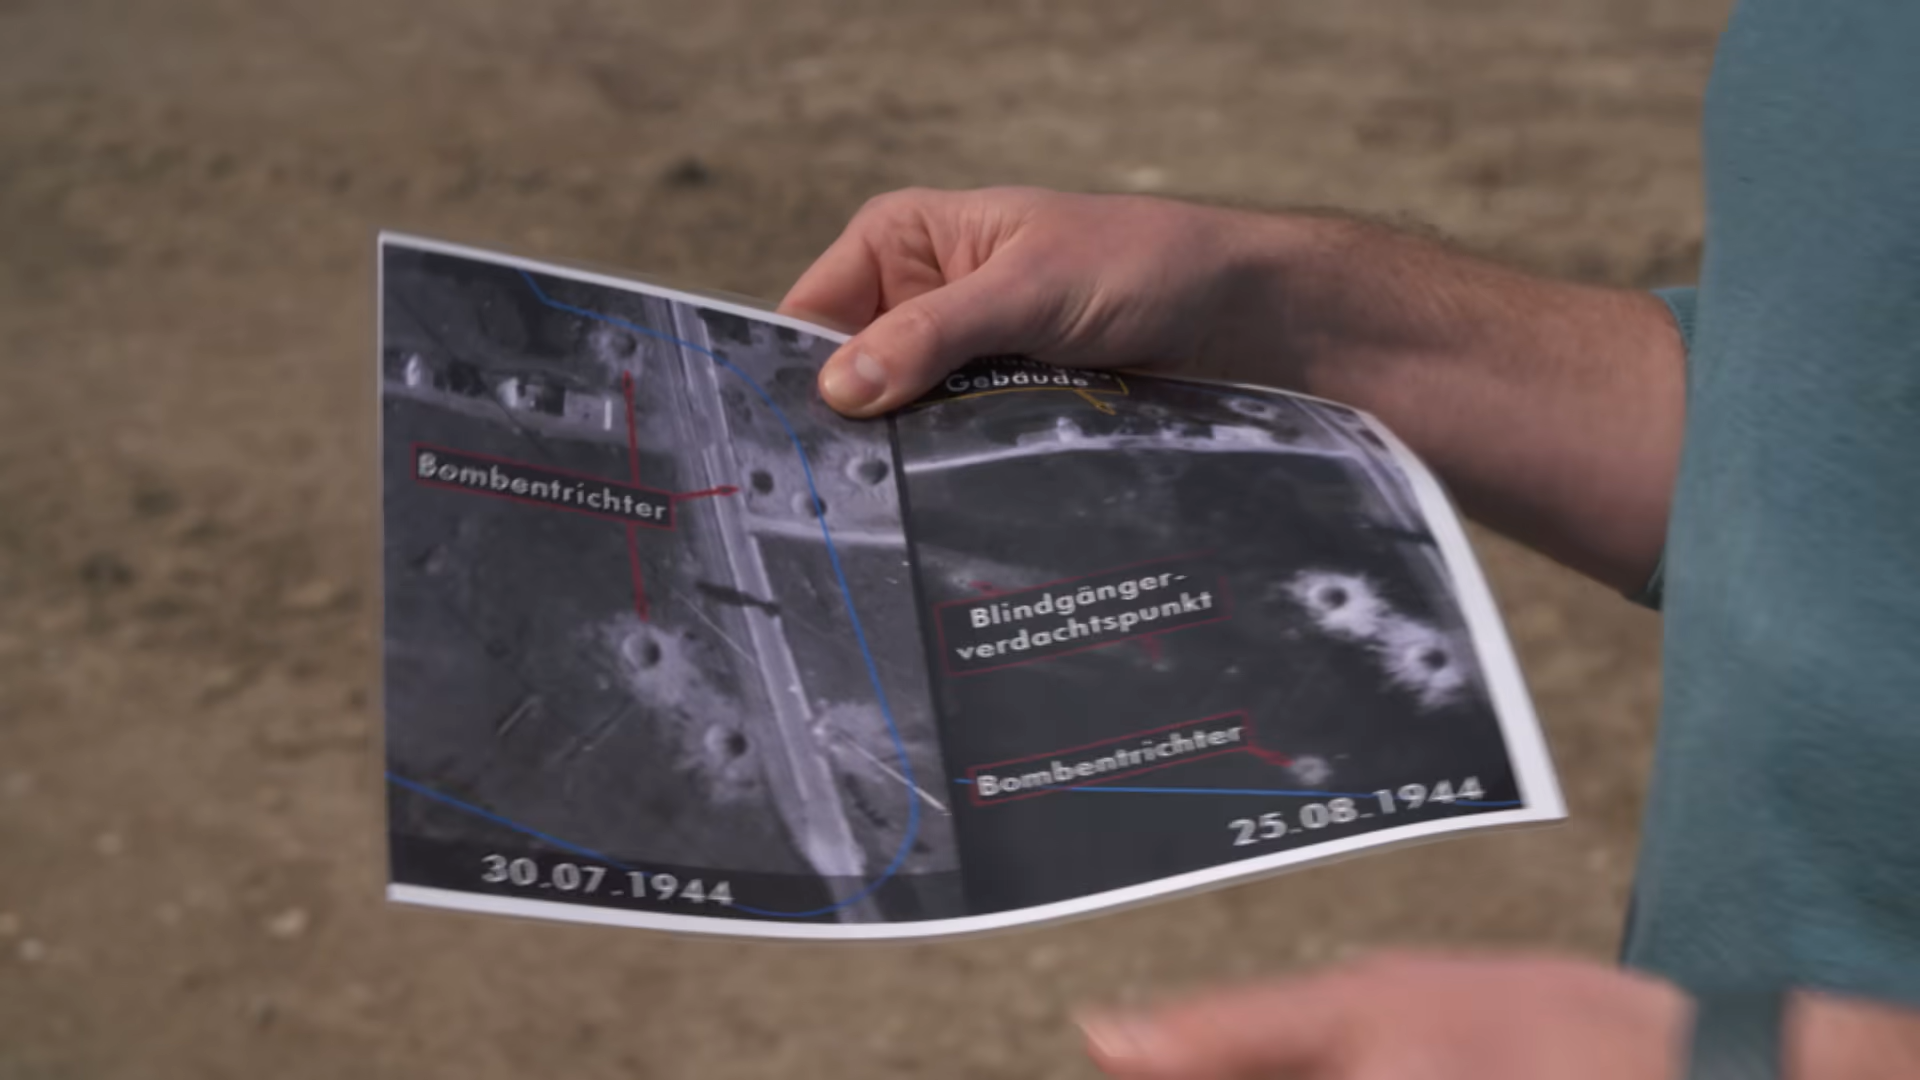 Bombentrichter
30.07.1944
Gebäude
Blindgänger-
verdachtspunkt
Bombentrichter
25.08.1944